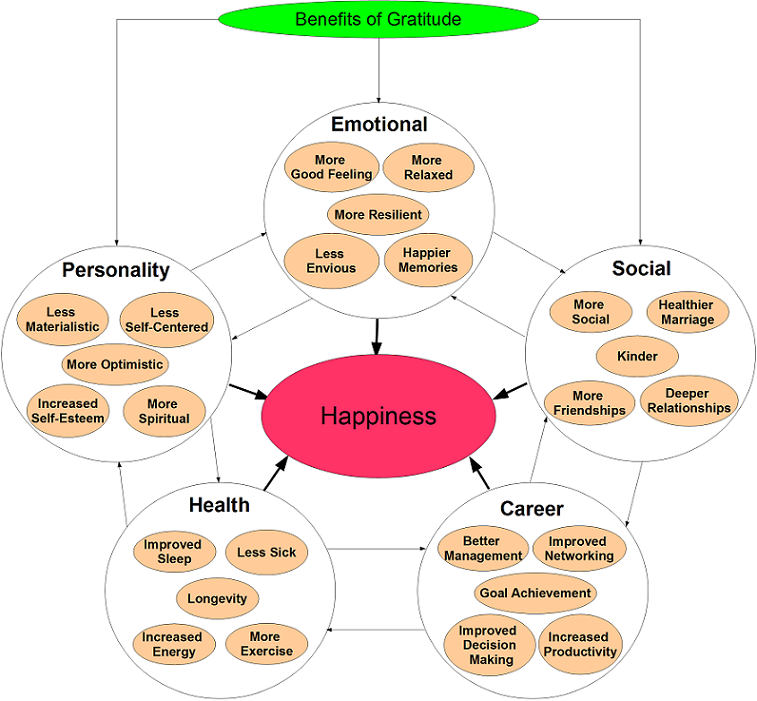 Benefits of Gratitude
Emotional
More
Good Feeling
More
Relaxed
More Resilient
Less
Envious
Happier
Memories
Personality
Less
Materialistic
Less
Self-Centered
More Optimistic
Increased
Self-Esteem
More
Spiritual
Social
More
Social
Healthier
Marriage
Kinder
More
Friendships
Deeper
Relationships
Happiness
Health
Improved
Sleep
Less Sick
Longevity
Increased
Energy
More
Exercise
Career
Better
Management
Improved
Networking
Goal Achievement
Improved
Decision
Making
Increased
Productivity